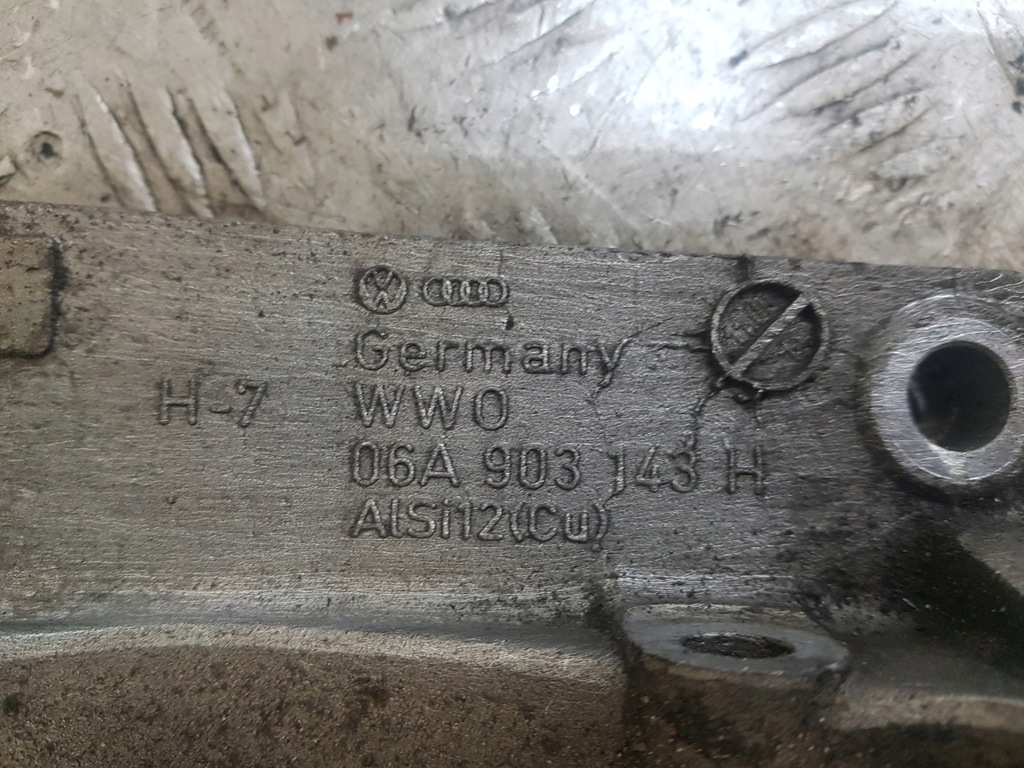 Germany
H-7 WWO
06A 903 143 H
AlSi12(Cu)